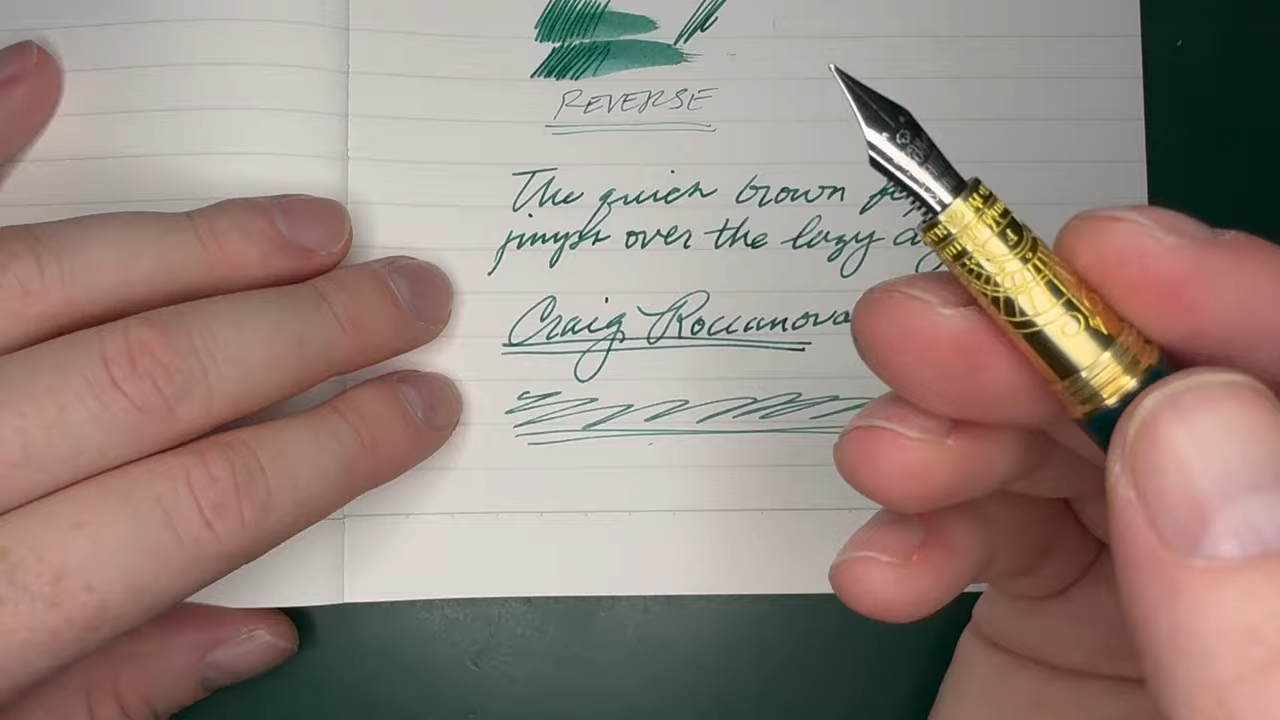 REVERSE
The quick brown
jumps over the lazy
Craig Roccanova